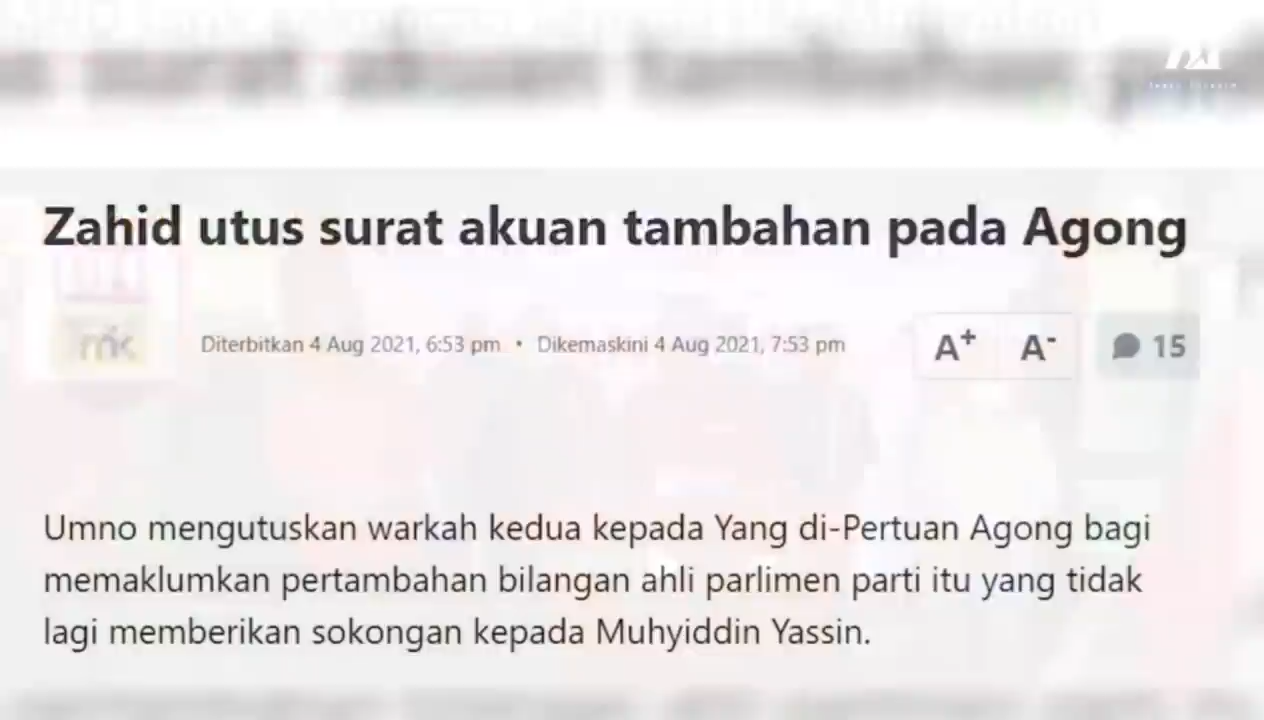 Zahid utus surat akuan tambahan pada Agong
Diterbitkan 4 Aug 2021, 6:53 pm • Dikemaskini 4 Aug 2021, 7:53 pm
A+ A- 15
Umno mengutuskan warkah kedua kepada Yang di-Pertuan Agong bagi
memaklumkan pertambahan bilangan ahli parlimen parti itu yang tidak
lagi memberikan sokongan kepada Muhyiddin Yassin.